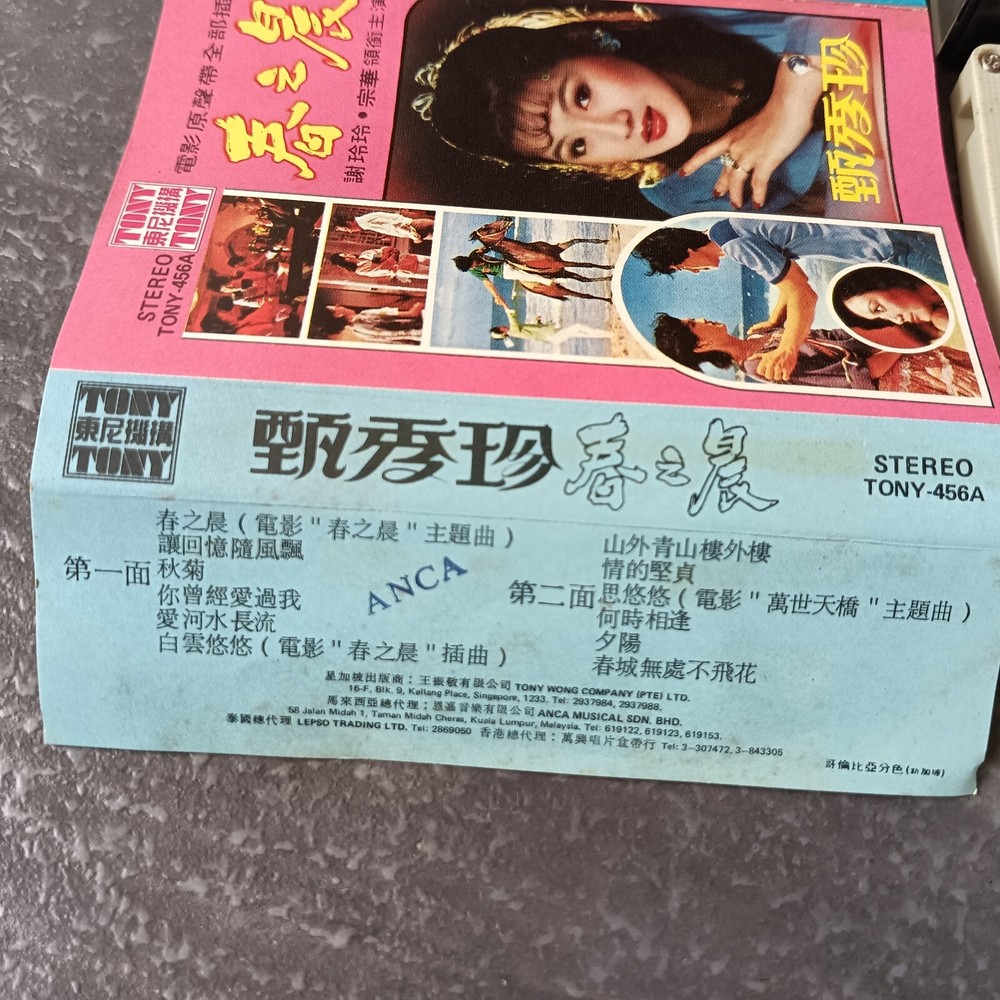 電影原聲帶全部插
春之晨
謝玲玲•宗華領銜主演
甄秀珍
TONY
東尼機構
TONY
STEREO
TONY-456A
TONY
東尼機構
TONY
甄秀珍 春之晨
STEREO
TONY-456A
第一面
春之晨(電影"春之晨"主題曲)
讓回憶隨風飄
秋菊
你曾經愛過我
愛河水長流
白雲悠悠(電影"春之晨"插曲)
ANCA
第二面
山外青山樓外樓
情的堅貞
思悠悠(電影"萬世天橋"主題曲)
何時相逢
夕陽
春城無處不飛花
星加坡出版商:王振敏有限公司 TONY WONG COMPANY (PTE) LTD.
16-F, Blk. 9, Kallang Place, Singapore, 1233. Tel: 2937984, 2937988.
馬來西亞總代理:恩溫音樂有限公司 ANCA MUSICAL SDN. BHD.
58 Jalan Midah 1, Taman Midah Cheras, Kuala Lumpur, Malaysia. Tel: 619122, 619123, 619153.
泰國總代理 LEPSO TRADING LTD. Tel: 2869050 香港總代理:萬興唱片盒帶行 Tel: 3-307472, 3-843305
哥倫比亞分色(新加坡)